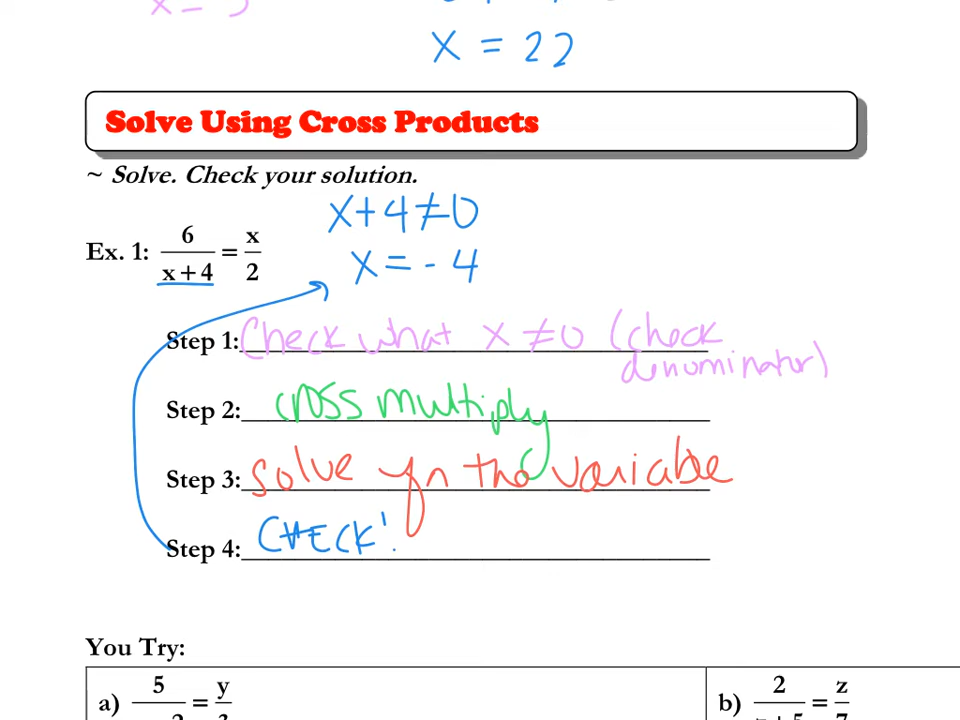 x = 5
x = 22
Solve Using Cross Products
~ Solve. Check your solution.
x+4≠0
Ex. 1: 6/(x+4) = x/2
x = -4
Step 1: Check what x ≠0 (check
denominator)
Step 2: cross multiply
Step 3: solve for the variable
Step 4: CHECK!
You Try:
a) 5 = y/3
b) 2/(z+5) = z/7